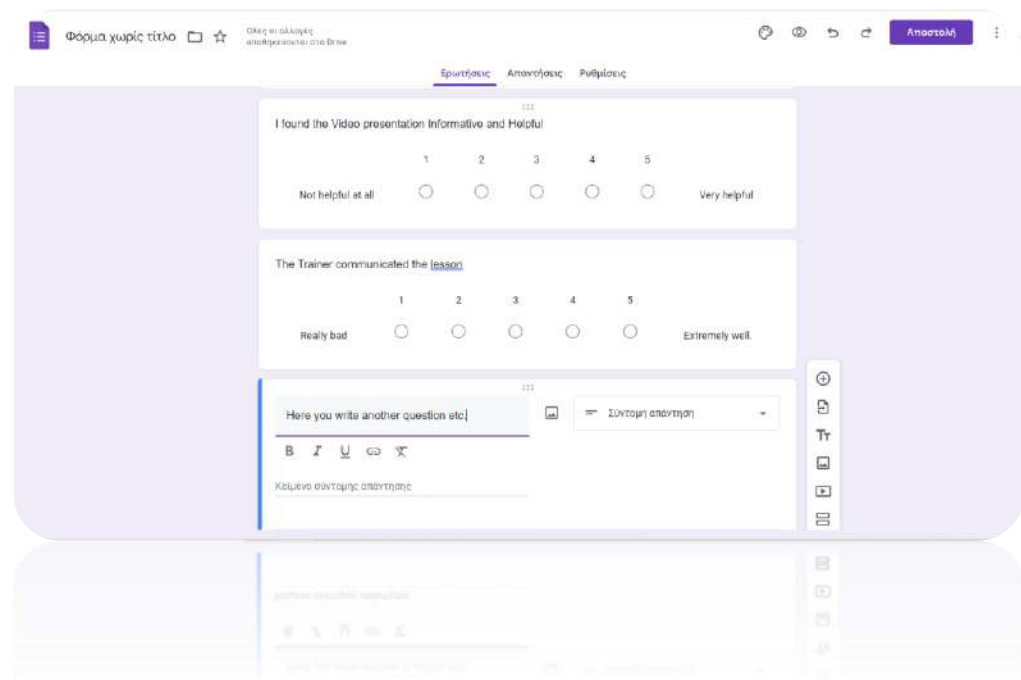 Φόρμα χωρίς τίτλο
Όλες οι αλλαγές
αποθηκεύονται στο Drive
Αποστολή
Ερωτήσεις Απαντήσεις Ρυθμίσεις
I found the Video presentation Informative and Helpful
1 2 3 4 5
Not helpful at all Very helpful
The Trainer communicated the lesson
1 2 3 4 5
Really bad Extremely well.
Here you write another question etc. Σύντομη απάντηση
B I U
Κείμενο σύντομης απάντησης